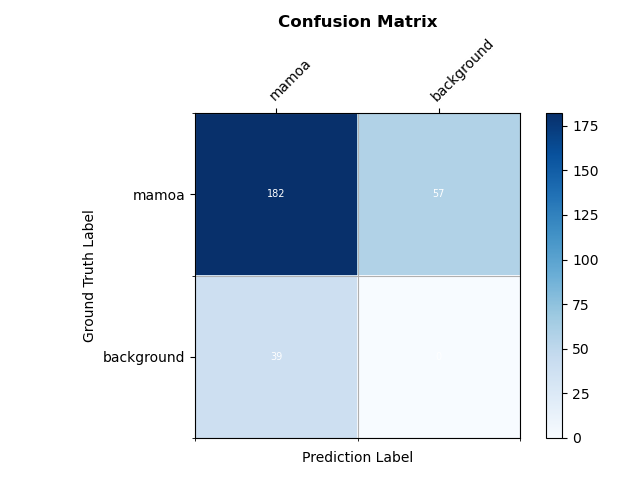 Confusion Matrix
mamoa
background
mamoa
182
57
background
39
Ground Truth Label
Prediction Label
175
150
125
100
75
50
25
0